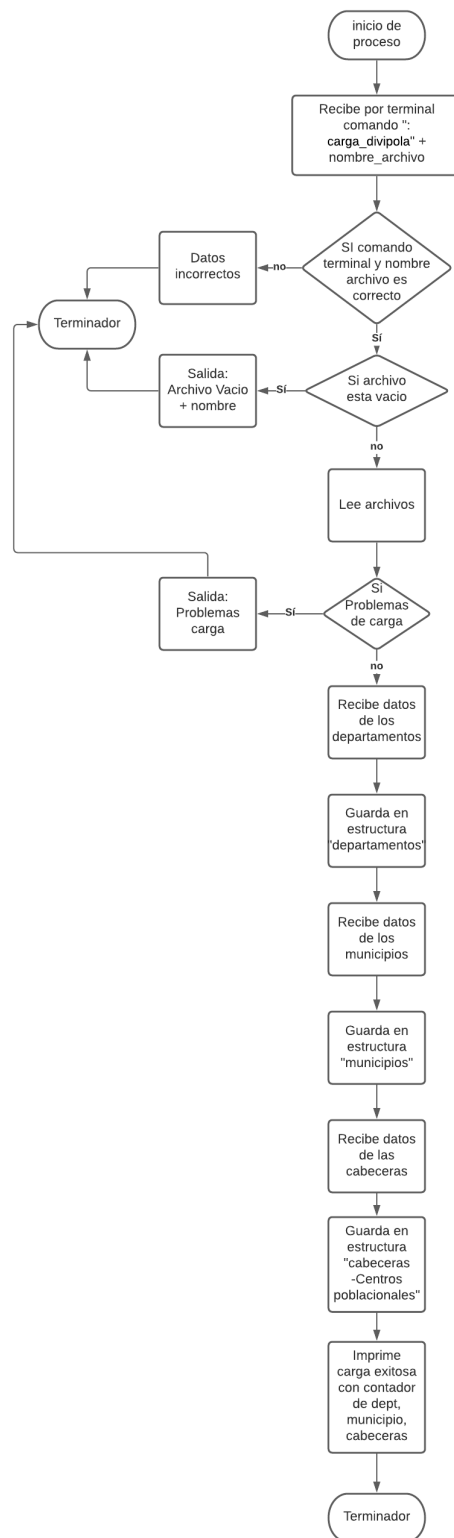 inicio de
proceso
Recibe por terminal
comando ":
carga_divipola" +
nombre_archivo
SI comando
terminal y nombre
archivo es
correcto
no
Datos
incorrectos
Terminador
Sí
Si archivo
esta vacio
Sí
Salida:
Archivo Vacio
+ nombre
no
Lee archivos
Si
Problemas
de carga
Sí
Salida:
Problemas
carga
no
Recibe datos
de los
departamentos
Guarda en
estructura
'departamentos'
Recibe datos
de los
municipios
Guarda en
estructura
"municipios"
Recibe datos
de las
cabeceras
Guarda en
estructura
"cabeceras
-Centros
poblacionales"
Imprime
carga exitosa
con contador
de dept,
municipio,
cabeceras
Terminador